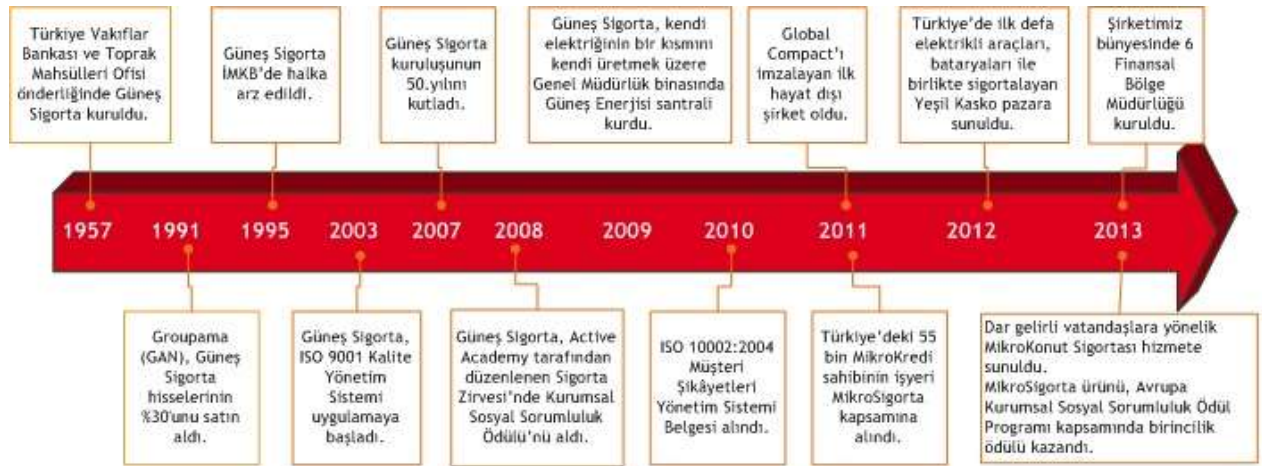 Türkiye Vakıflar
Bankası ve Toprak
Mahsülleri Ofisi
önderliğinde Güneş
Sigorta kuruldu.
Güneş Sigorta
İMKB'de halka
arz edildi.
Güneş Sigorta
kuruluşunun
50.yılını
kutladı.
Güneş Sigorta, kendi
elektriğinin bir kısmını
kendi üretmek üzere
Genel Müdürlük binasında
Güneş Enerjisi santrali
kurdu.
Global
Compact'ı
imzalayan ilk
hayat dışı
şirket oldu.
Türkiye'de ilk defa
elektrikli araçları,
bataryaları ile
birlikte sigortalayan
Yeşil Kasko pazara
sunuldu.
Şirketimiz
bünyesinde 6
Finansal
Bölge
Müdürlüğü
kuruldu.
1957 1991 1995 2003 2007 2008 2009 2010 2011 2012 2013
Groupama
(GAN), Güneş
Sigorta
hisselerinin
%30'unu satın
aldı.
Güneş Sigorta,
ISO 9001 Kalite
Yönetim
Sistemi
uygulamaya
başladı.
Güneş Sigorta, Active
Academy tarafından
düzenlenen Sigorta
Zirvesi'nde Kurumsal
Sosyal Sorumluluk
Ödülü'nü aldı.
ISO 10002:2004
Müşteri
Şikâyetleri
Yönetim Sistemi
Belgesi alındı.
Türkiye'deki 55
bin MikroKredi
sahibinin işyeri
MikroSigorta
kapsamına
alındı.
Dar gelirli vatandaşlara yönelik
MikroKonut Sigortası hizmete
sunuldu.
MikroSigorta ürünü, Avrupa
Kurumsal Sosyal Sorumluluk Ödül
Programı kapsamında birincilik
ödülü kazandı.